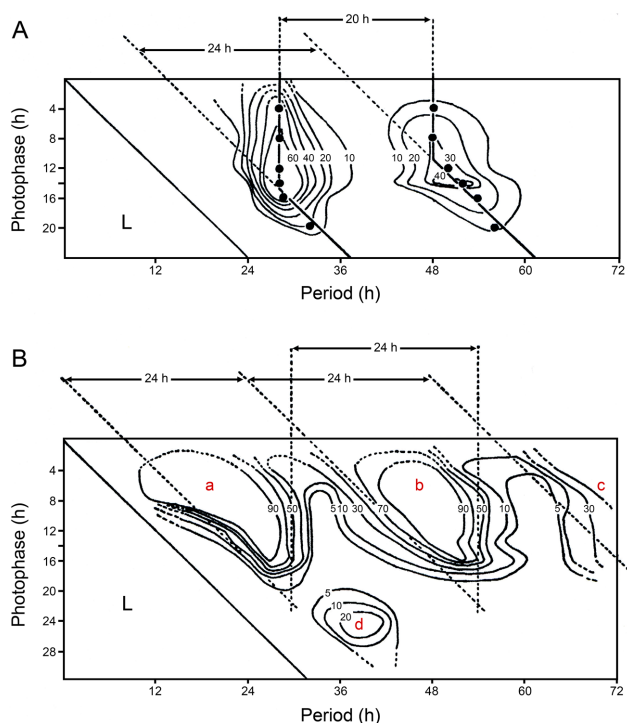 A
20 h
24 h
Photophase (h)
4
8
12
16
20
60 40 20 10
10 20 30
40
L
12 24 36 48 60 72
Period (h)
B
24 h
24 h 24 h
Photophase (h)
4
8
12
16
20
24
28
a b c
90 50 5 10 30 70 90 50 10 5 30
5
10
20 d
L
12 24 36 48 60 72
Period (h)